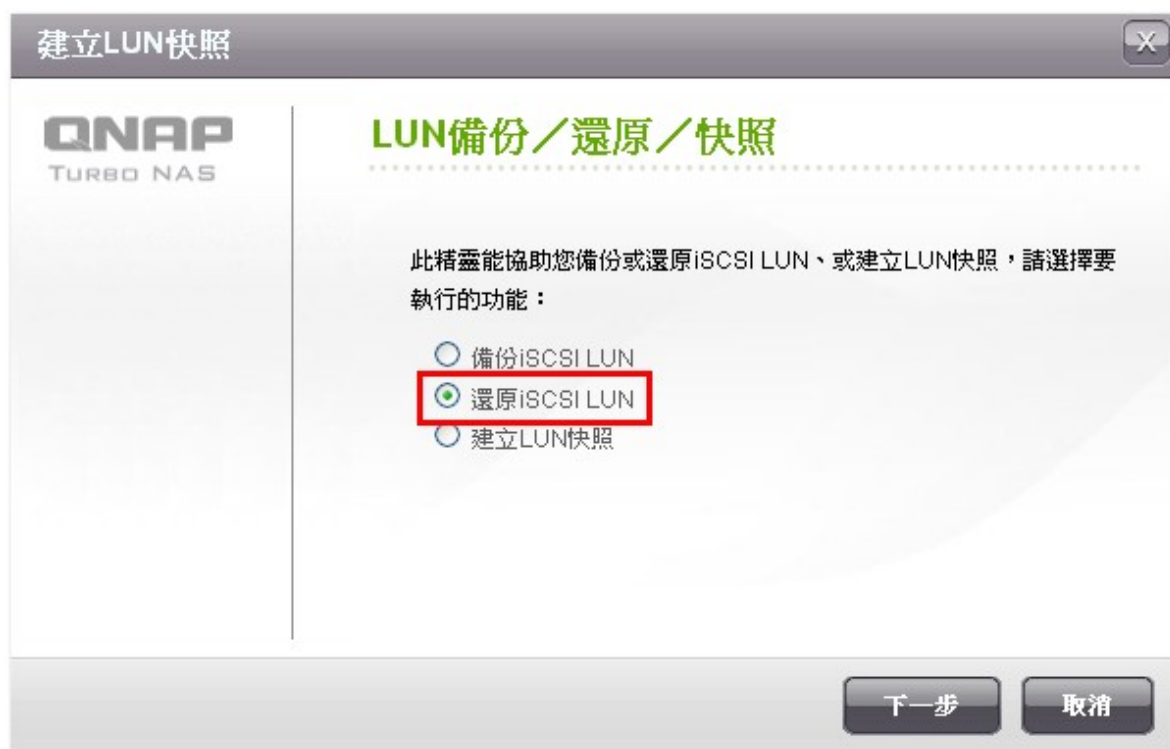 建立LUN快照
X
QNAP
TURBO NAS
LUN備份／還原／快照
此精靈能協助您備份或還原iSCSI LUN、或建立LUN快照，請選擇要
執行的功能：
備份iSCSI LUN
還原iSCSI LUN
建立LUN快照
下一步
取消